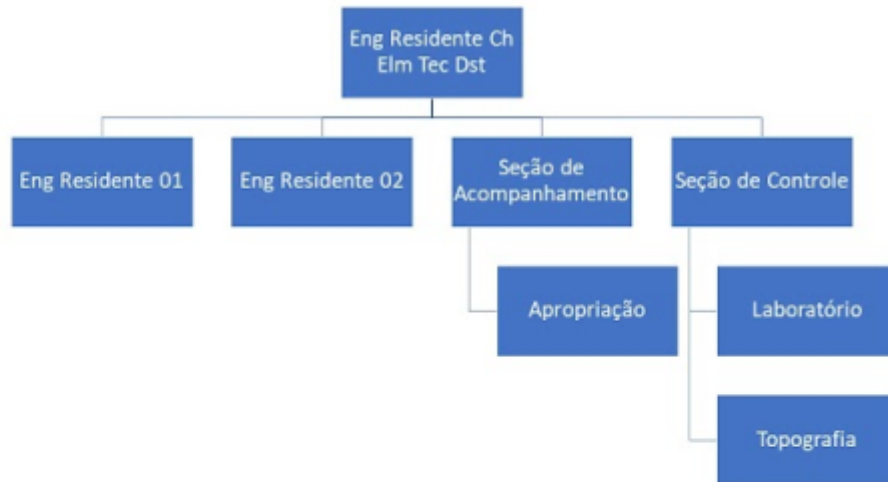 Eng Residente Ch
Elm Tec Dst
Eng Residente 01
Eng Residente 02
Seção de
Acompanhamento
Seção de Controle
Apropriação
Laboratório
Topografia